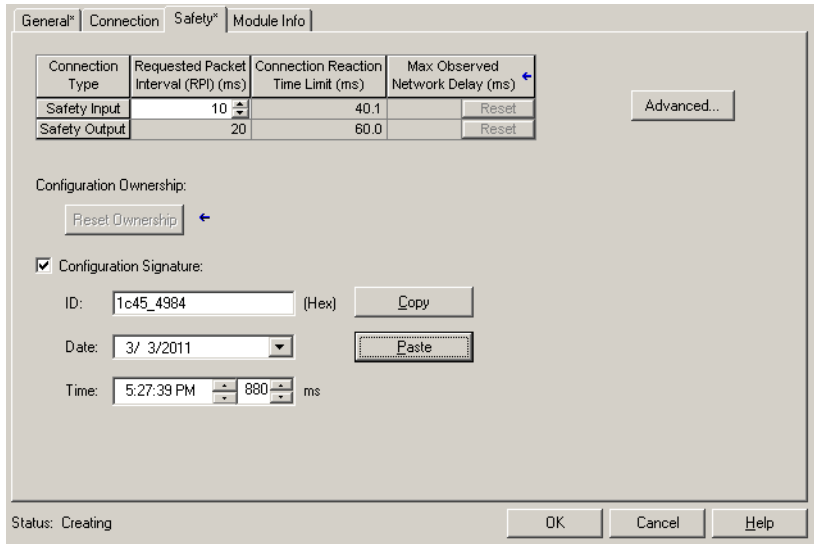 General* Connection Safety* Module Info
Connection Type Requested Packet Interval (RPI) (ms) Connection Reaction Time Limit (ms) Max Observed Network Delay (ms)
Safety Input 10 40.1 Reset
Safety Output 20 60.0 Reset
Advanced...
Configuration Ownership:
Reset Ownership
Configuration Signature:
ID: 1c45_4984 (Hex) Copy
Date: 3/ 3/2011 Paste
Time: 5:27:39 PM 880 ms
Status: Creating OK Cancel Help